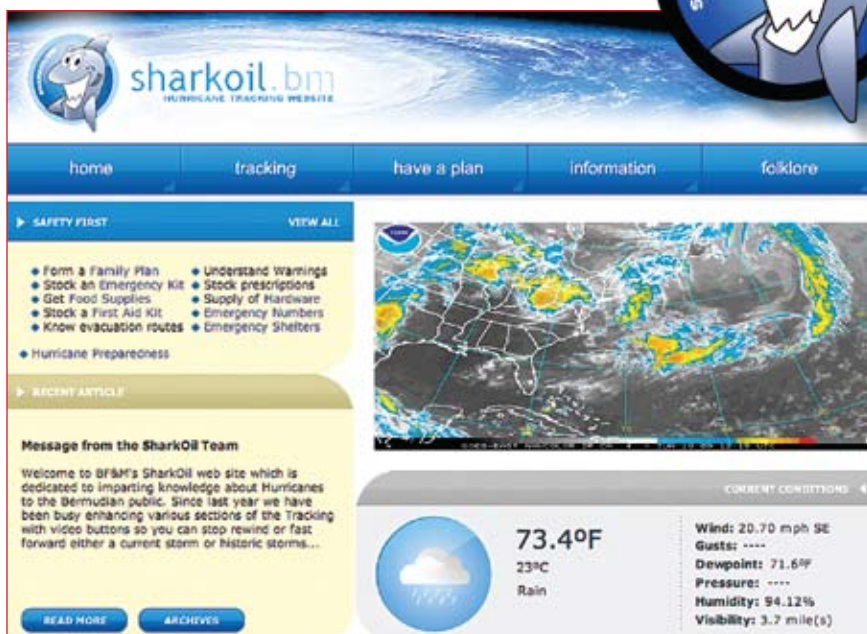 sharkoil.bm
HURRICANE TRACKING WEBSITE
home tracking have a plan information folklore
SAFETY FIRST VIEW ALL
Form a Family Plan
Stock an Emergency Kit
Get Food Supplies
Stock a First Aid Kit
Know evacuation routes
Understand Warnings
Stock prescriptions
Supply of Hardware
Emergency Numbers
Emergency Shelters
Hurricane Preparedness
RECENT ARTICLE
Message from the SharkOil Team
Welcome to BF&M's SharkOil web site which is
dedicated to imparting knowledge about Hurricanes
to the Bermudian public. Since last year we have
been busy enhancing various sections of the Tracking
with video buttons so you can stop rewind or fast
forward either a current storm or historic storms...
READ MORE ARCHIVES
CURRENT CONDITIONS
73.4ºF
23ºC
Rain
Wind: 20.70 mph SE
Gusts: ----
Dewpoint: 71.6ºF
Pressure: ----
Humidity: 94.12%
Visibility: 3.7 mile(s)